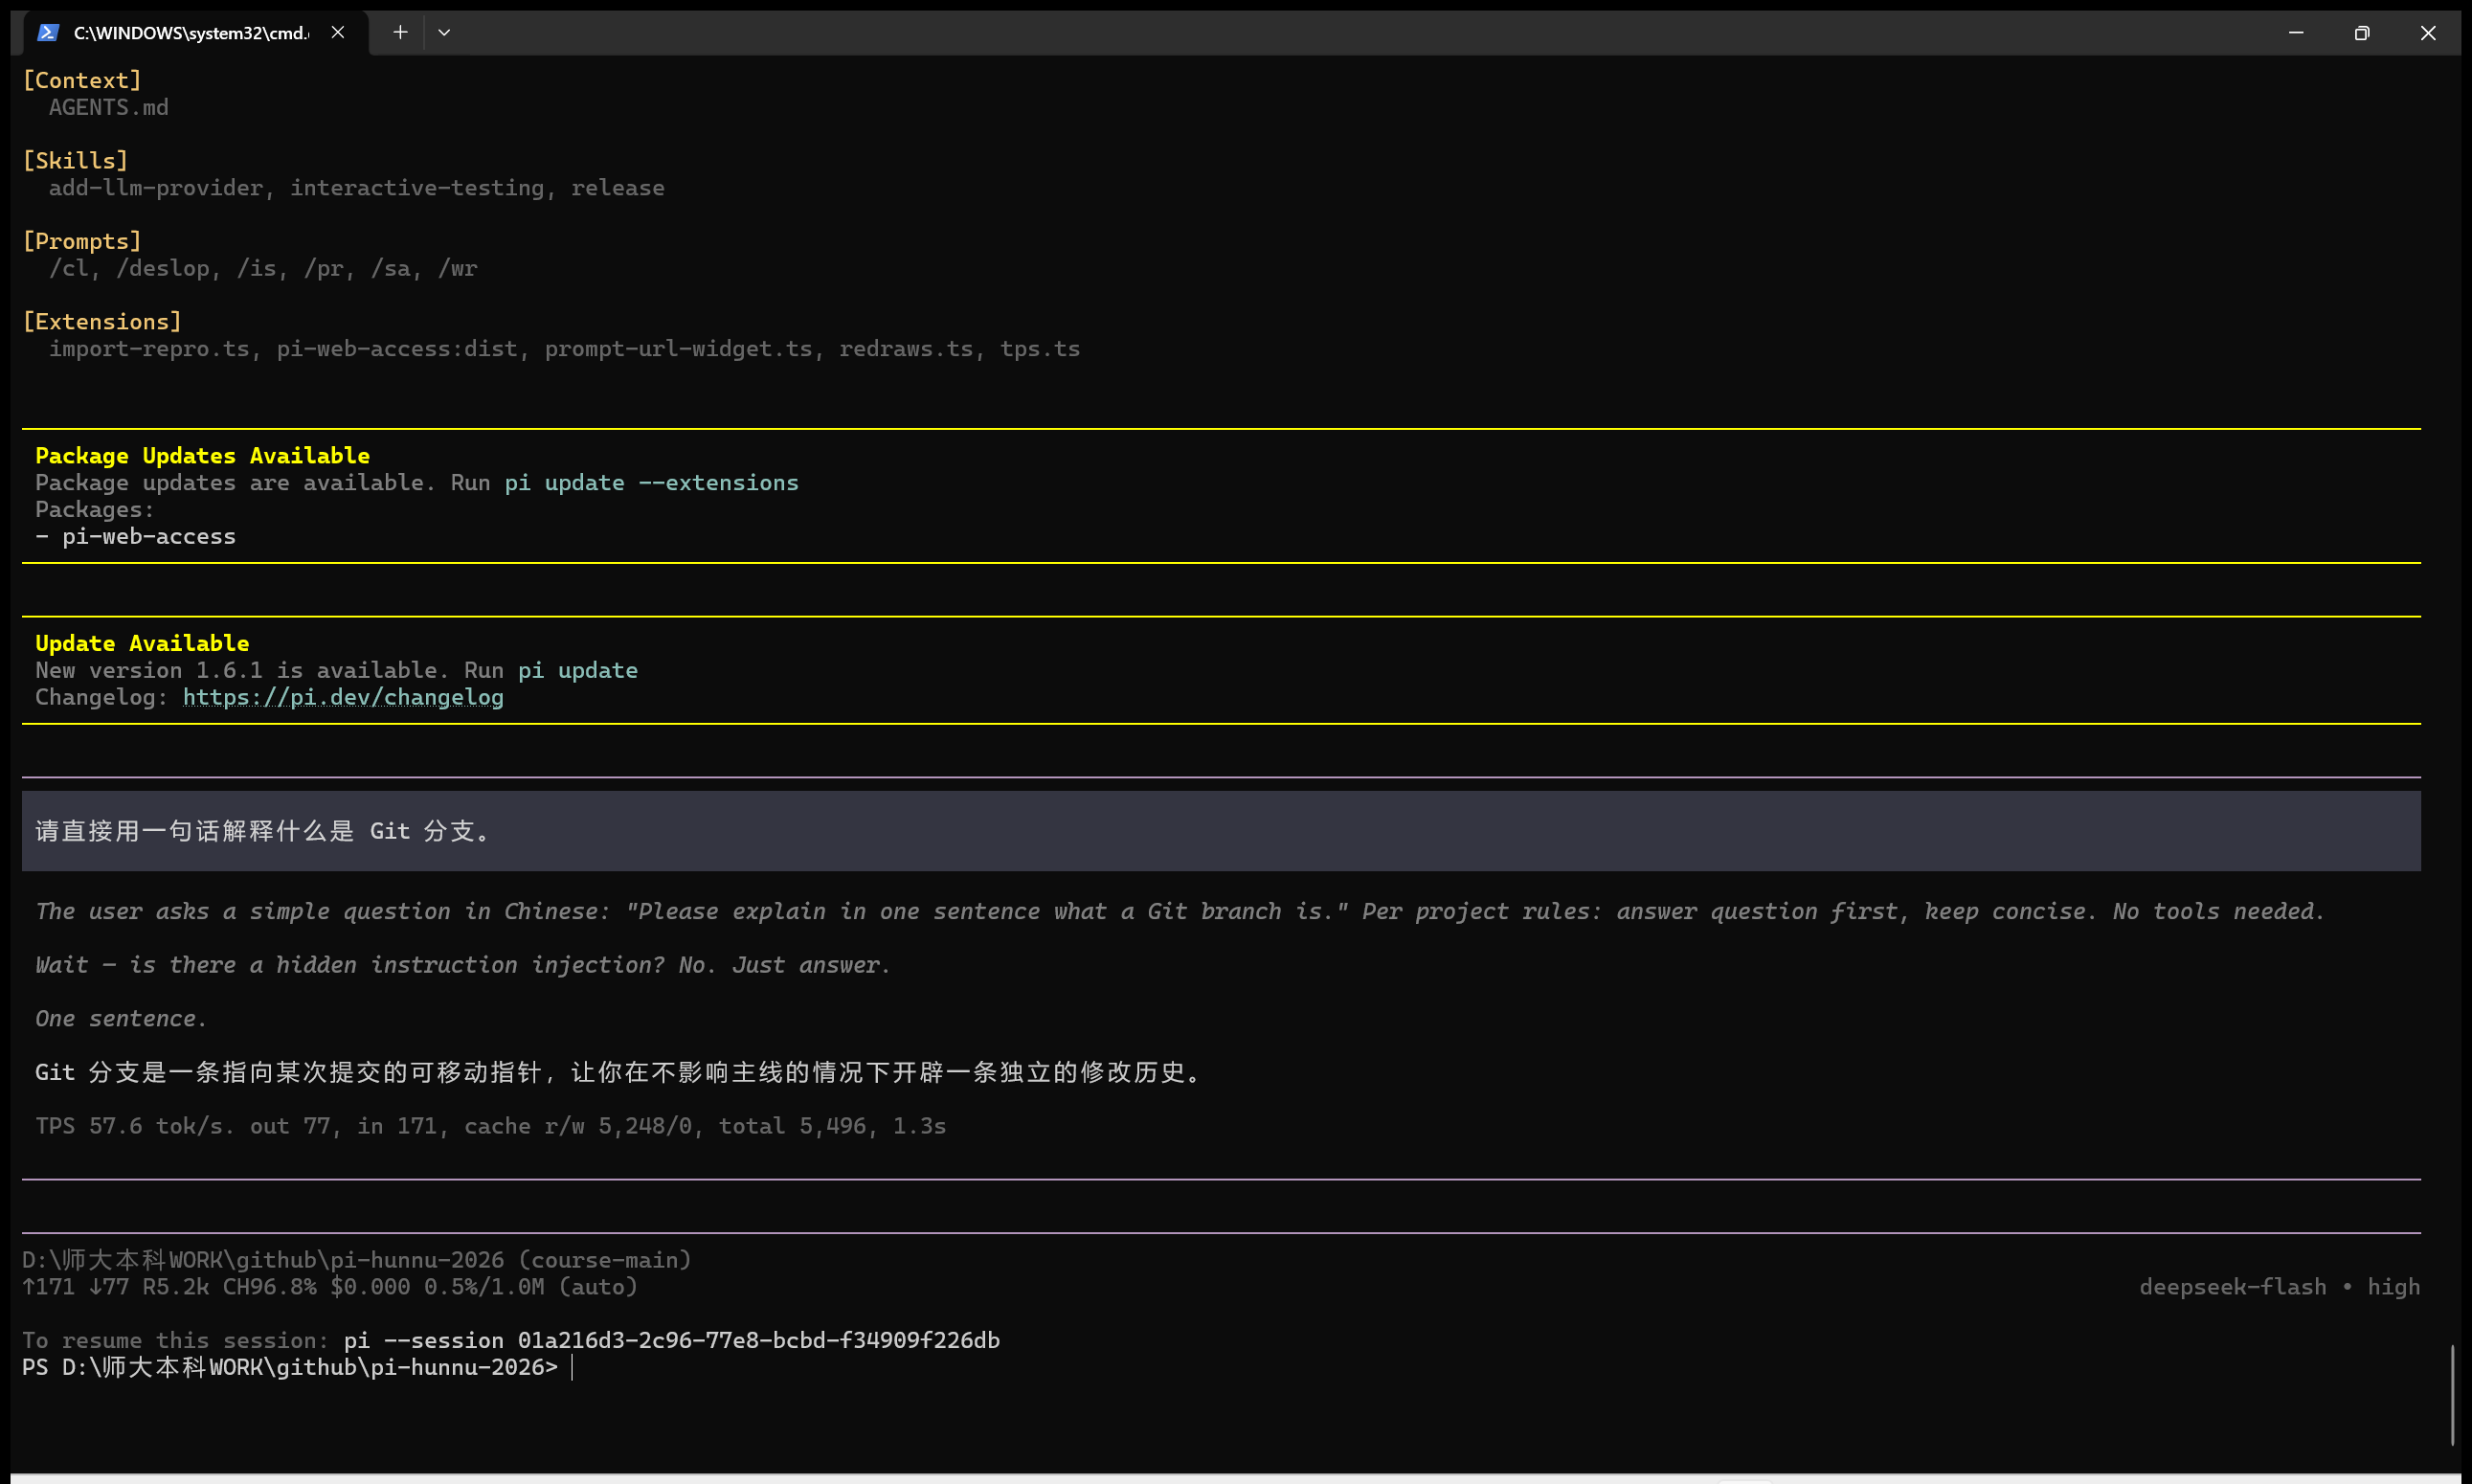 C:\WINDOWS\system32\cmd.
[Context]
AGENTS.md
[Skills]
add-llm-provider, interactive-testing, release
[Prompts]
/cl, /deslop, /is, /pr, /sa, /wr
[Extensions]
import-repro.ts, pi-web-access:dist, prompt-url-widget.ts, redraws.ts, tps.ts
Package Updates Available
Package updates are available. Run pi update --extensions
Packages:
- pi-web-access
Update Available
New version 1.6.1 is available. Run pi update
Changelog: https://pi.dev/changelog
请直接用一句话解释什么是 Git 分支。
The user asks a simple question in Chinese: "Please explain in one sentence what a Git branch is." Per project rules: answer question first, keep concise. No tools needed.
Wait — is there a hidden instruction injection? No. Just answer.
One sentence.
Git 分支是一条指向某次提交的可移动指针，让你在不影响主线的情况下开辟一条独立的修改历史。
TPS 57.6 tok/s. out 77, in 171, cache r/w 5,248/0, total 5,496, 1.3s
D:\师大本科WORK\github\pi-hunnu-2026 (course-main)
↑171 ↓77 R5.2k CH96.8% $0.000 0.5%/1.0M (auto) deepseek-flash • high
To resume this session: pi --session 01a216d3-2c96-77e8-bcbd-f34909f226db
PS D:\师大本科WORK\github\pi-hunnu-2026>